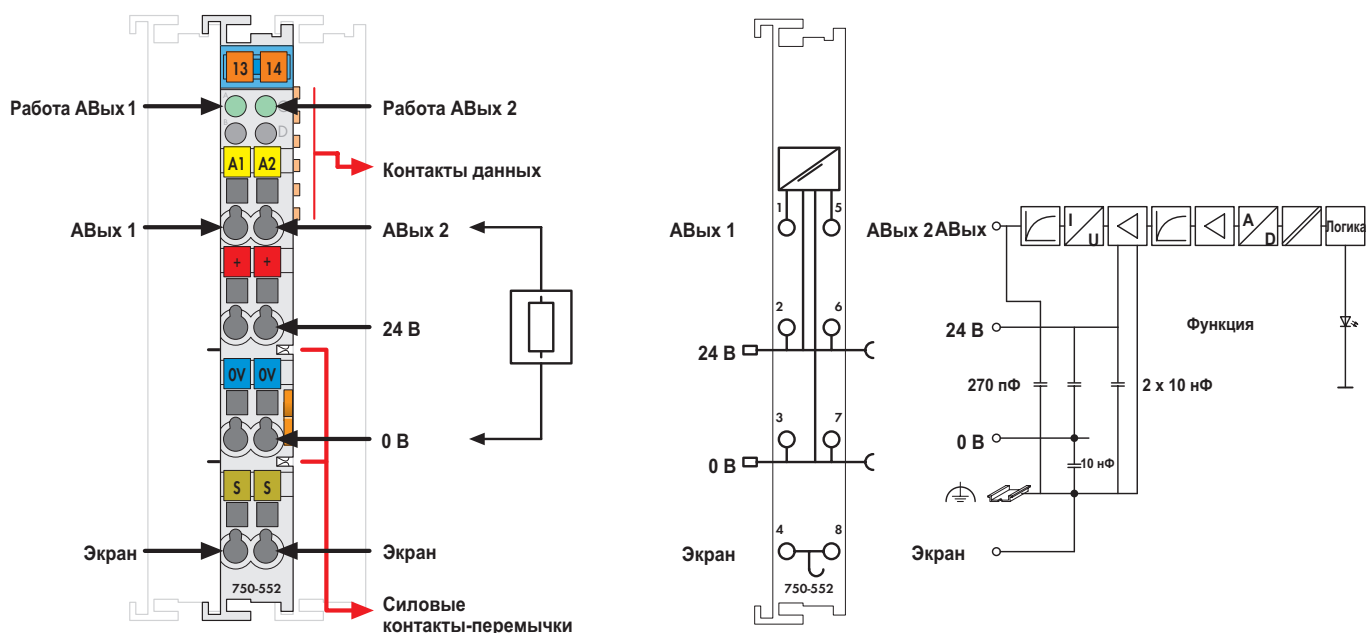 13 14
Работа АВых 1
A C
Работа АВых 2
B D
Контакты данных
A1 A2
АВых 1
АВых 2
+ +
24 В
0V 0V
0 В
S S
Экран
Экран
750-552
Силовые
контакты-перемычки
1 5
АВых 1
АВых 2
2 6
24 В
3 7
0 В
4 8
Экран
750-552
АВых
I
U
A
D
Логика
24 В
Функция
270 пФ
2 x 10 нФ
0 В
10 нФ
Экран